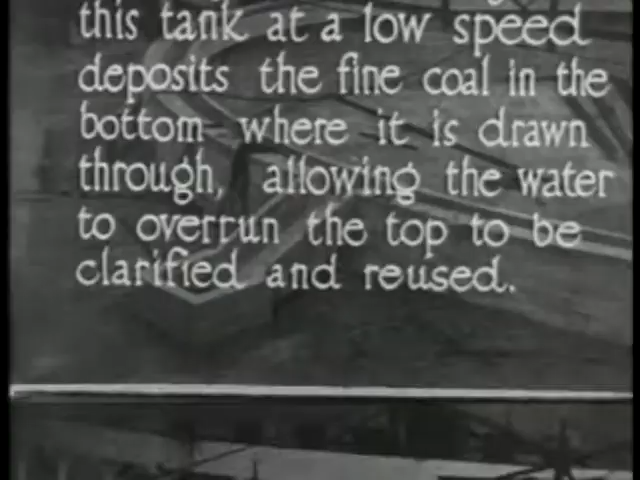 this tank at a low speed
deposits the fine coal in the
bottom where it is drawn
through, allowing the water
to overrun the top to be
clarified and reused.